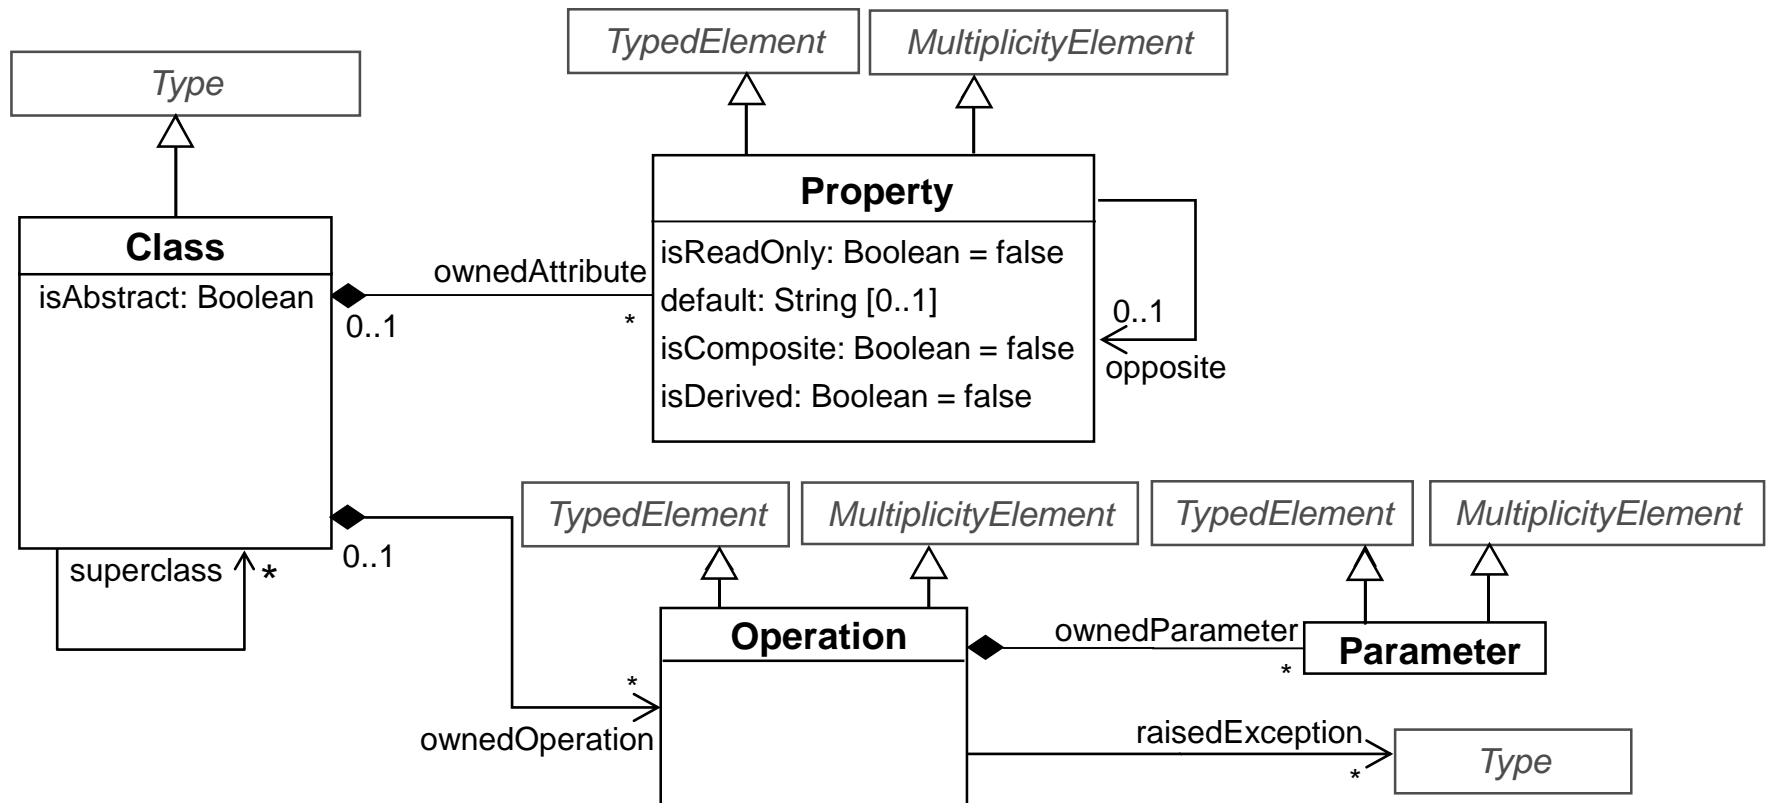 TypedElement
MultiplicityElement
Type
Property
Class
isReadOnly: Boolean = false
ownedAttribute
isAbstract: Boolean
default: String [0..1]
0..1
*
0..1
isComposite: Boolean = false
opposite
isDerived: Boolean = false
TypedElement
MultiplicityElement
TypedElement
MultiplicityElement
0..1
superclass
*
Operation
ownedParameter
Parameter
*
*
ownedOperation
raisedException
*
Type